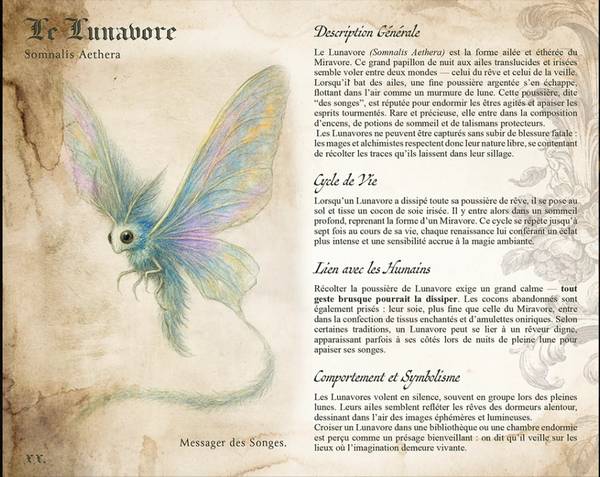 Le Lunavore
Somnalis Aethera
Messager des Songes.
Description Générale
Le Lunavore (Somnalis Aethera) est la forme ailée et éthérée du
Miravore. Ce grand papillon de nuit aux ailes translucides et irisées
semble voler entre deux mondes — celui du rêve et celui de la veille.
Lorsqu'il bat des ailes, une fine poussière argentée s'en échappe,
flottant dans l'air comme un murmure de lune. Cette poussière, dite
“des songes”, est réputée pour endormir les êtres agités et apaiser les
esprits tourmentés. Rare et précieuse, elle entre dans la composition
d'encens, de potions de sommeil et de talismans protecteurs.
Les Lunavores ne peuvent être capturés sans subir de blessure fatale :
les mages et alchimistes respectent donc leur nature libre, se contentant
de récolter les traces qu'ils laissent dans leur sillage.
Cycle de Vie
Lorsqu'un Lunavore a dissipé toute sa poussière de rêve, il se pose au
sol et tisse un cocon de soie irisée. Il y entre alors dans un sommeil
profond, reprenant la forme d'un Miravore. Ce cycle se répète jusqu'à
sept fois au cours de sa vie, chaque renaissance lui conférant un éclat
plus intense et une sensibilité accrue à la magie ambiante.
Lien avec les Humains
Récolter la poussière de Lunavore exige un grand calme — tout
geste brusque pourrait la dissiper. Les cocons abandonnés sont
également prisés : leur soie, plus fine que celle du Miravore, entre
dans la confection de tissus enchantés et d'amulettes oniriques. Selon
certaines traditions, un Lunavore peut se lier à un rêveur digne,
apparaissant parfois à ses côtés lors de nuits de pleine lune pour
apaiser ses songes.
Comportement et Symbolisme
Les Lunavores volent en silence, souvent en groupe lors des pleines
lunes. Leurs ailes semblent refléter les rêves des dormeurs alentour,
dessinant dans l'air des images éphémères et lumineuses.
Croiser un Lunavore dans une bibliothèque ou une chambre endormie
est perçu comme un présage bienveillant : on dit qu'il veille sur les
lieux où l'imagination demeure vivante.